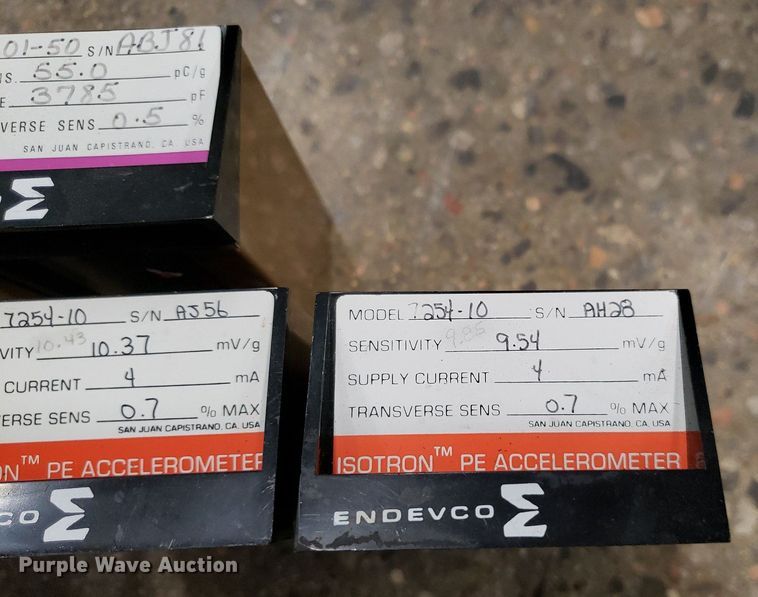 01-50 S/N ABJ81
NS. 55.0 pC/g
E 3785 pF
VERSE SENS 0.5 %
SAN JUAN CAPISTRANO, CA. USA
7254-10 S/N AJ56
VITY 10.43 10.37 mV/g
CURRENT 4 mA
ERSE SENS 0.7 % MAX
SAN JUAN CAPISTRANO, CA. USA
ON™ PE ACCELEROMETER
CO
MODEL 7254-10 S/N AH28
SENSITIVITY 9.54 mV/g
SUPPLY CURRENT 4 mA
TRANSVERSE SENS 0.7 % MAX
SAN JUAN CAPISTRANO, CA. USA
ISOTRON™ PE ACCELEROMETER
ENDEVCO
Purple Wave Auction